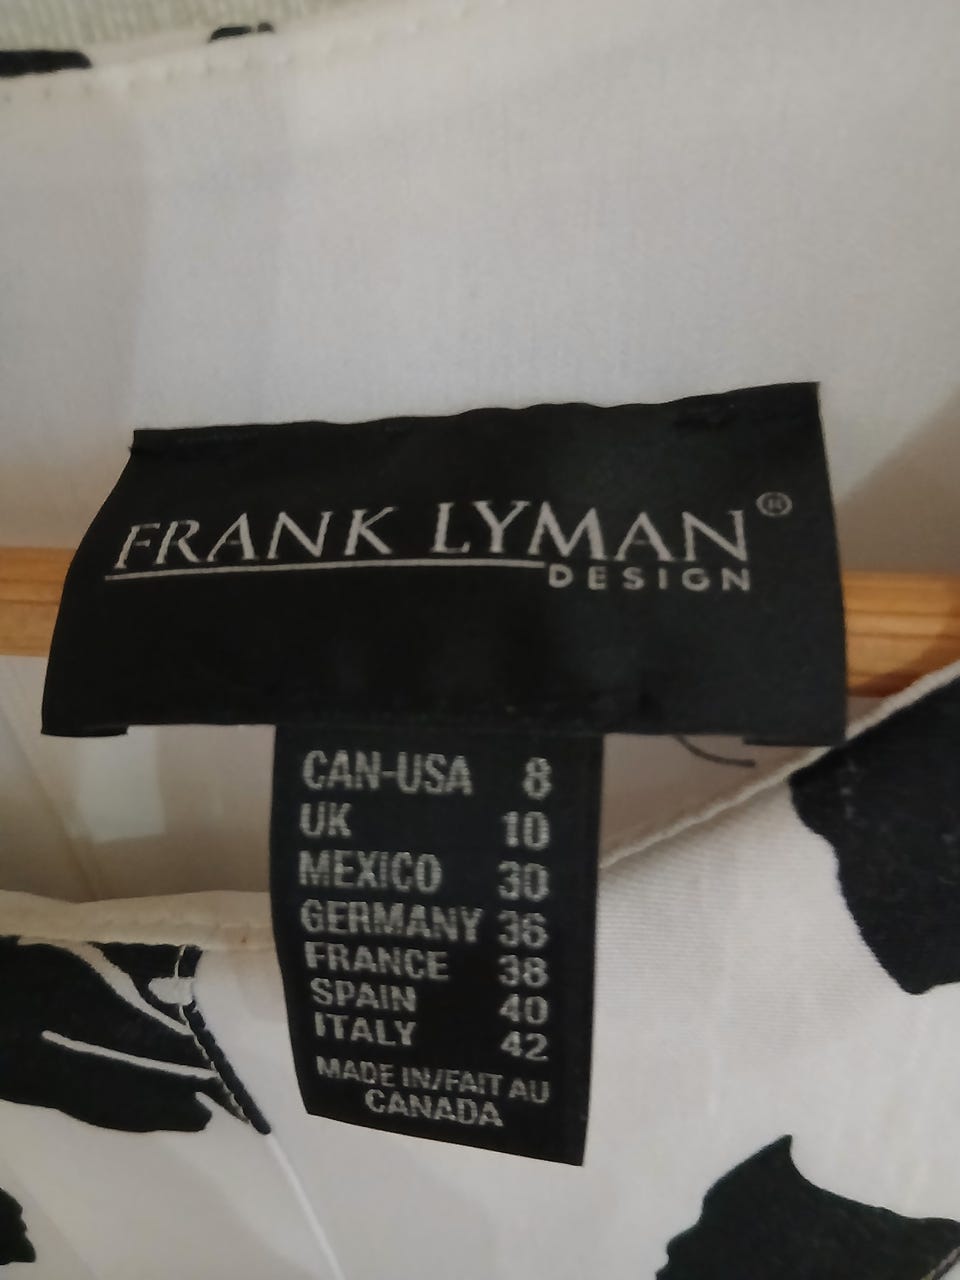 FRANK LYMAN®
DESIGN
CAN-USA 8
UK 10
MEXICO 30
GERMANY 36
FRANCE 38
SPAIN 40
ITALY 42
MADE IN/FAIT AU
CANADA